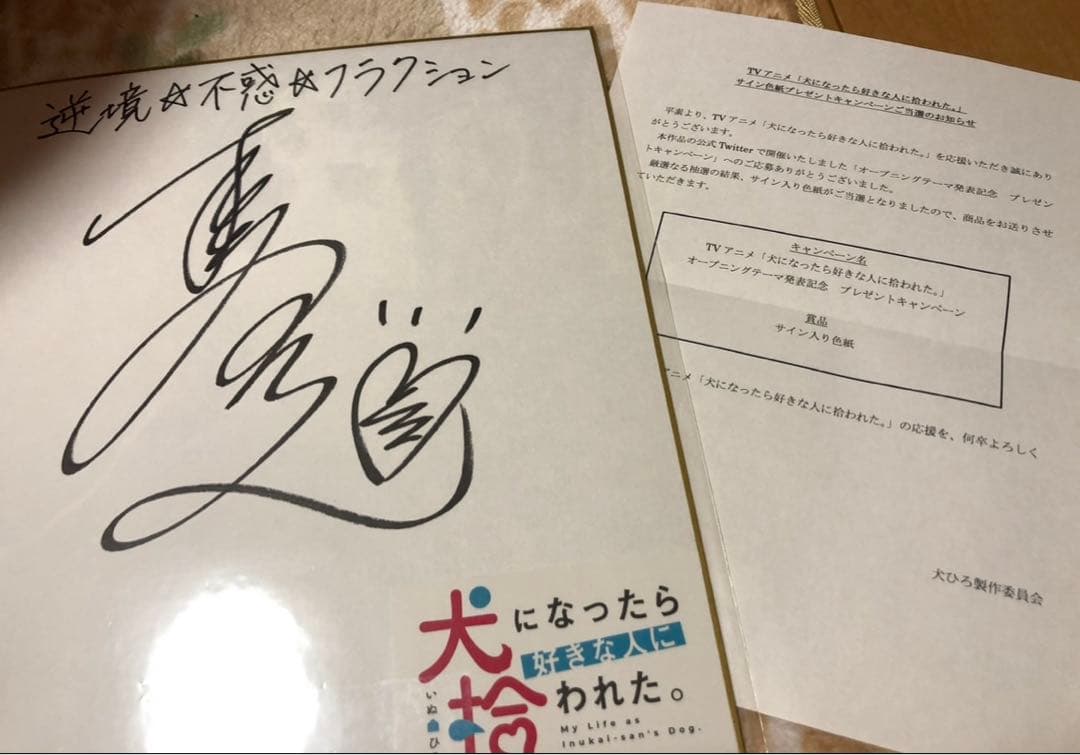 逆境☆不惑☆フラクション
犬になったら
好きな人に
拾われた。
いぬひ
My Life as
Inukai-san's Dog.
TVアニメ「犬になったら好きな人に拾われた。」
サイン色紙プレゼントキャンペーンご当選のお知らせ
平素より、TVアニメ「犬になったら好きな人に拾われた。」を応援いただき誠にあり
がとうございます。
本作品の公式Twitterで開催いたしました「オープニングテーマ発表記念　プレゼン
トキャンペーン」へのご応募ありがとうございました。
厳選なる抽選の結果、サイン入り色紙がご当選となりましたので、商品をお送りさせ
ていただきます。
キャンペーン名
TVアニメ「犬になったら好きな人に拾われた。」
オープニングテーマ発表記念　プレゼントキャンペーン
賞品
サイン入り色紙
アニメ「犬になったら好きな人に拾われた。」の応援を、何卒よろしく
犬ひろ製作委員会